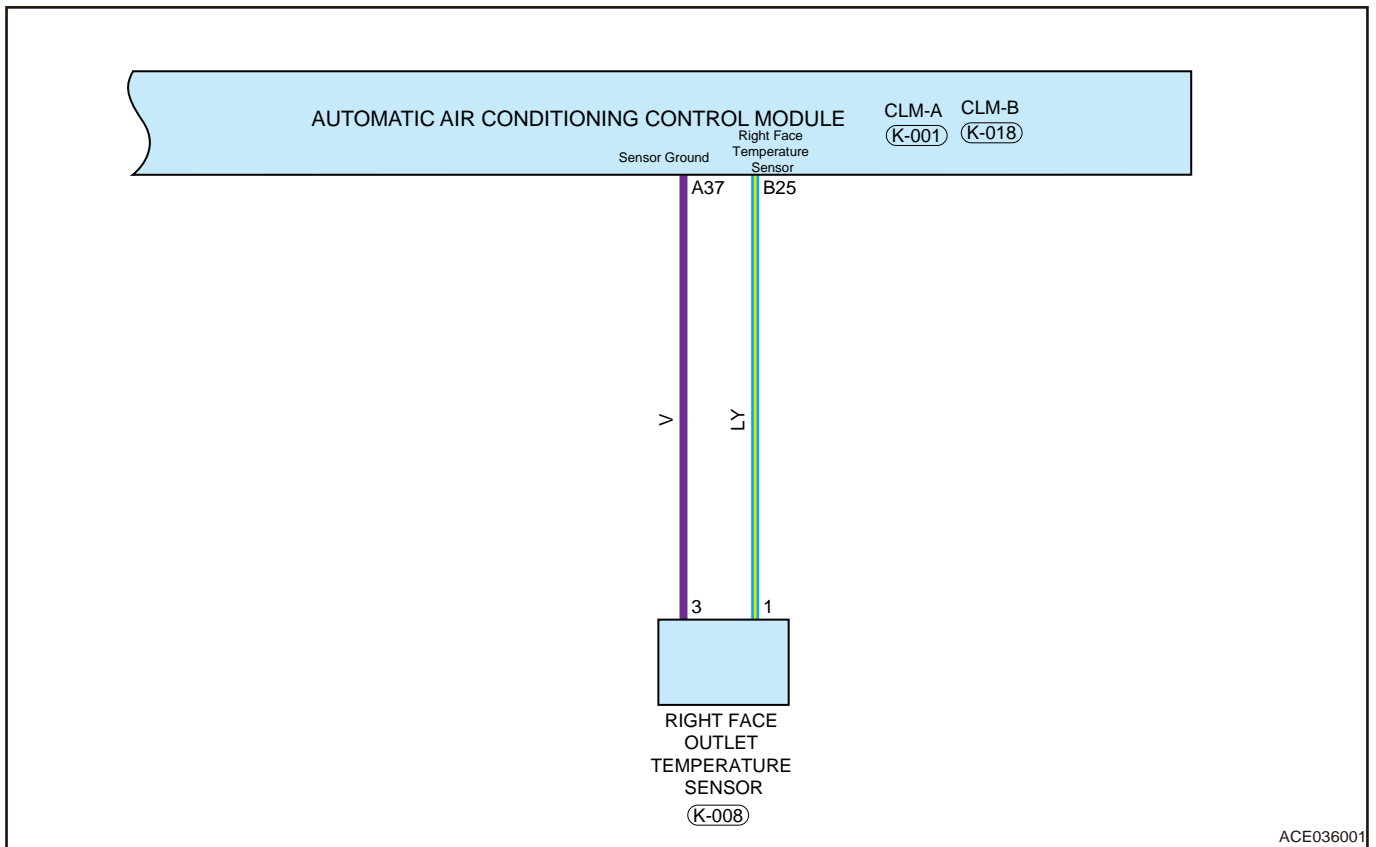 AUTOMATIC AIR CONDITIONING CONTROL MODULE
CLM-A
CLM-B
K-001
K-018
Sensor Ground
Right Face
Temperature
Sensor
A37
B25
V
LY
3
1
RIGHT FACE
OUTLET
TEMPERATURE
SENSOR
K-008
ACE036001